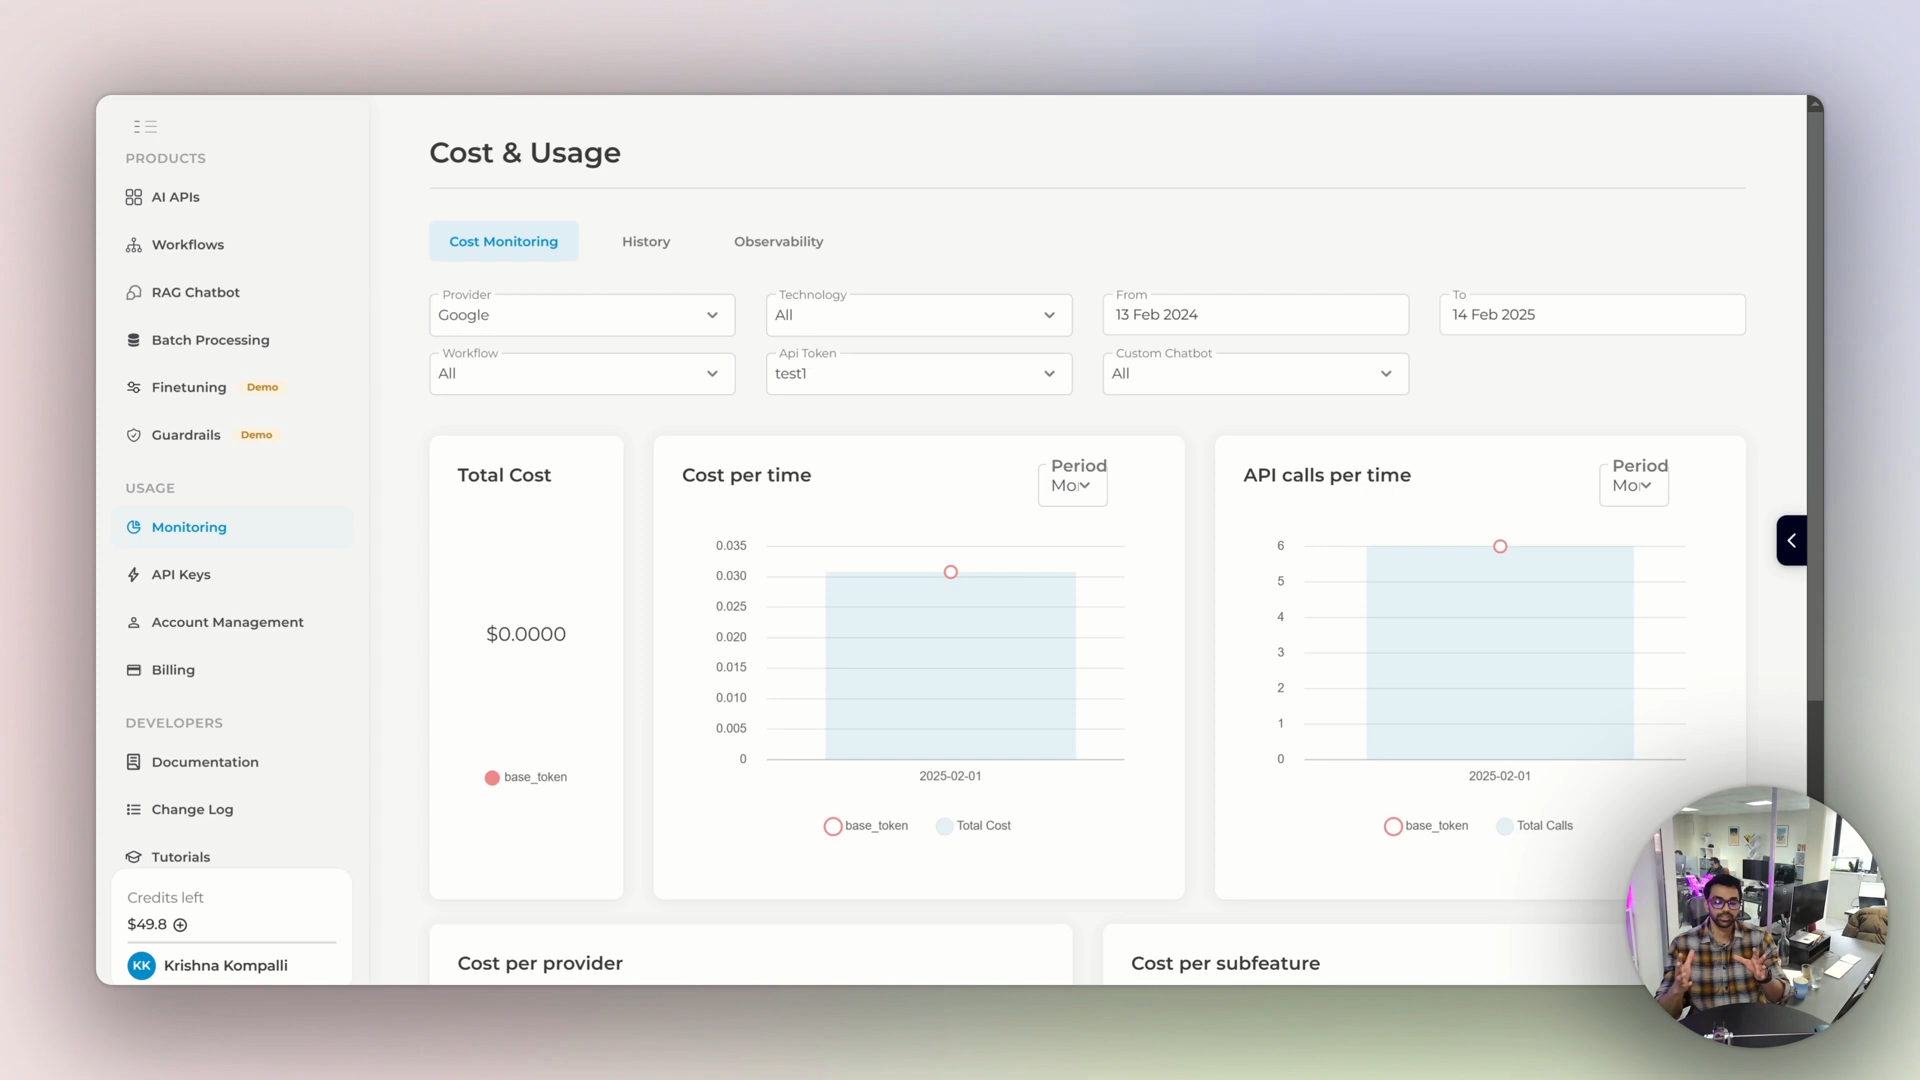 PRODUCTS
AI APIs
Workflows
RAG Chatbot
Batch Processing
Finetuning Demo
Guardrails Demo
USAGE
Monitoring
API Keys
Account Management
Billing
DEVELOPERS
Documentation
Change Log
Tutorials
Credits left
$49.8
KK Krishna Kompalli
Cost & Usage
Cost Monitoring History Observability
Provider Technology From To
Google All 13 Feb 2024 14 Feb 2025
Workflow Api Token Custom Chatbot
All test1 All
Total Cost
$0.0000
base_token
Cost per time
Period
Mo
0.035
0.030
0.025
0.020
0.015
0.010
0.005
0
2025-02-01
base_token Total Cost
API calls per time
Period
Mo
6
5
4
3
2
1
0
2025-02-01
base_token Total Calls
Cost per provider
Cost per subfeature